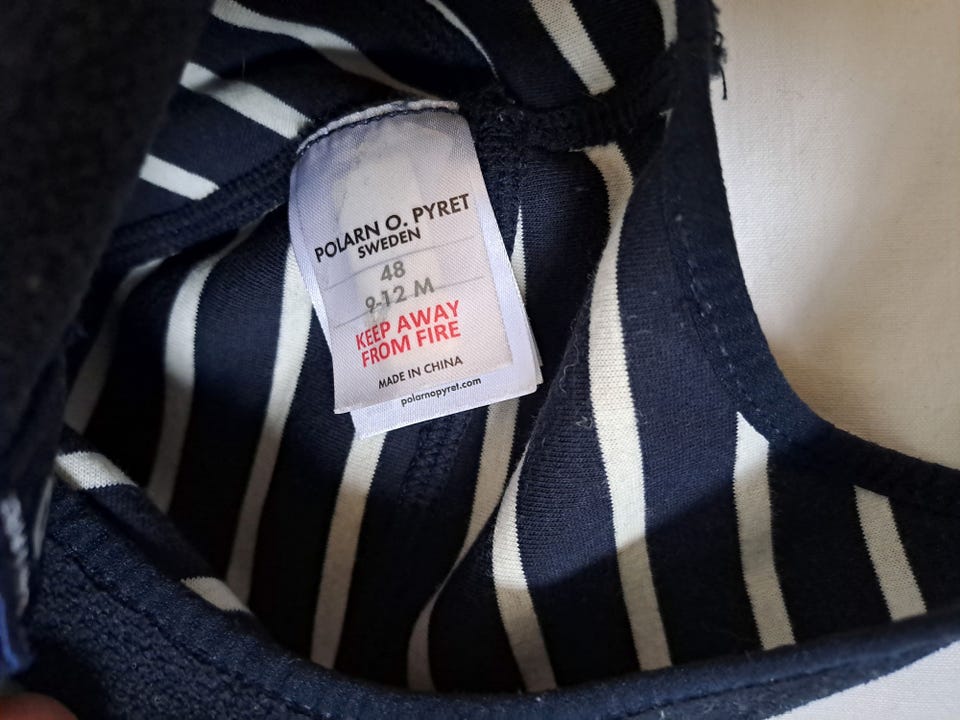 POLARN O. PYRET
SWEDEN
48
9-12 M
KEEP AWAY
FROM FIRE
MADE IN CHINA
polarnopyret.com